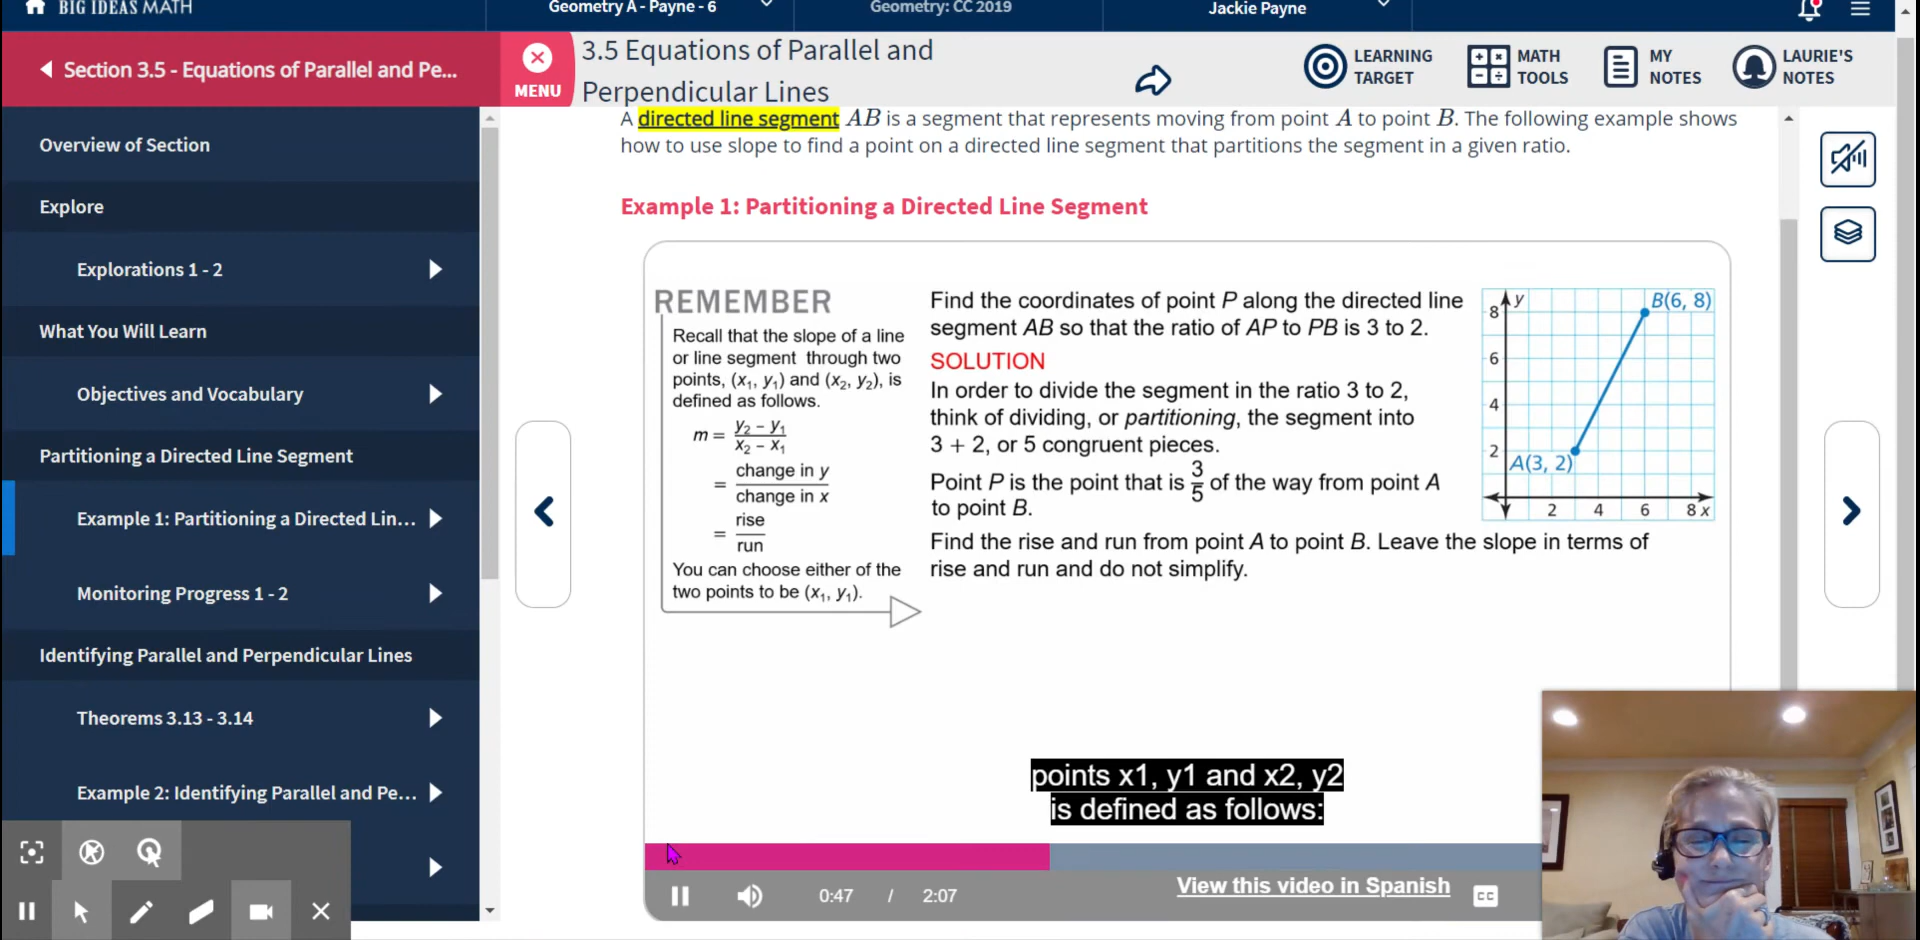 BIG IDEAS MATH
Geometry A - Payne - 6
Geometry: CC 2019
Jackie Payne
Section 3.5 - Equations of Parallel and Pe...
MENU
3.5 Equations of Parallel and
Perpendicular Lines
LEARNING
TARGET
MATH
TOOLS
MY
NOTES
LAURIE'S
NOTES
Overview of Section
Explore
Explorations 1 - 2
What You Will Learn
Objectives and Vocabulary
Partitioning a Directed Line Segment
Example 1: Partitioning a Directed Lin...
Monitoring Progress 1 - 2
Identifying Parallel and Perpendicular Lines
Theorems 3.13 - 3.14
Example 2: Identifying Parallel and Pe...
A directed line segment AB is a segment that represents moving from point A to point B. The following example shows
how to use slope to find a point on a directed line segment that partitions the segment in a given ratio.
Example 1: Partitioning a Directed Line Segment
REMEMBER
Recall that the slope of a line
or line segment through two
points, (x₁, y₁) and (x₂, y₂), is
defined as follows.
m = y₂ − y₁ / x₂ − x₁
= change in y / change in x
= rise / run
You can choose either of the
two points to be (x₁, y₁).
Find the coordinates of point P along the directed line
segment AB so that the ratio of AP to PB is 3 to 2.
SOLUTION
In order to divide the segment in the ratio 3 to 2,
think of dividing, or partitioning, the segment into
3 + 2, or 5 congruent pieces.
Point P is the point that is 3/5 of the way from point A
to point B.
Find the rise and run from point A to point B. Leave the slope in terms of
rise and run and do not simplify.
8 y B(6, 8)
6
4
2 A(3, 2)
2 4 6 8 x
points x1, y1 and x2, y2
is defined as follows:
0:47 / 2:07
View this video in Spanish
CC